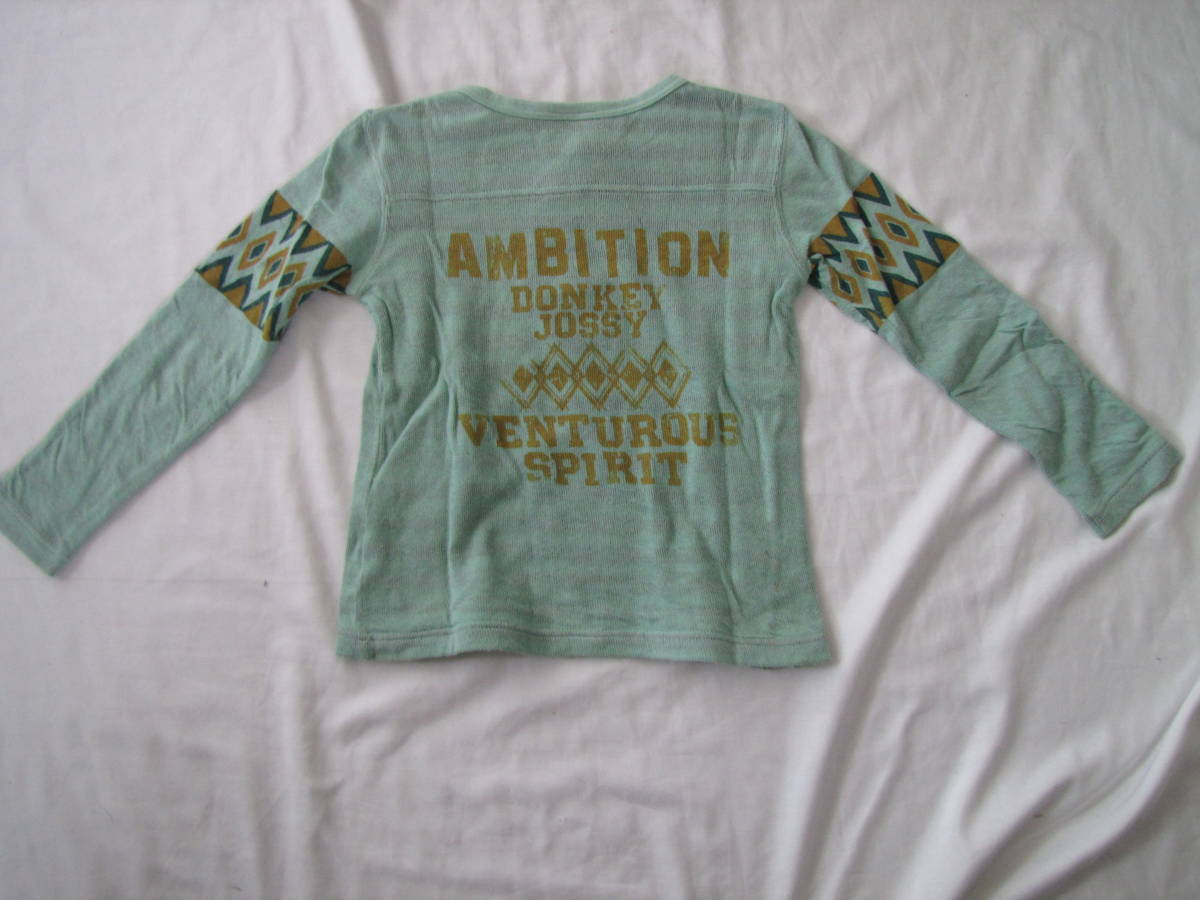 AMBITION
DONKEY
JOSSY
VENTUROUS
SPIRIT